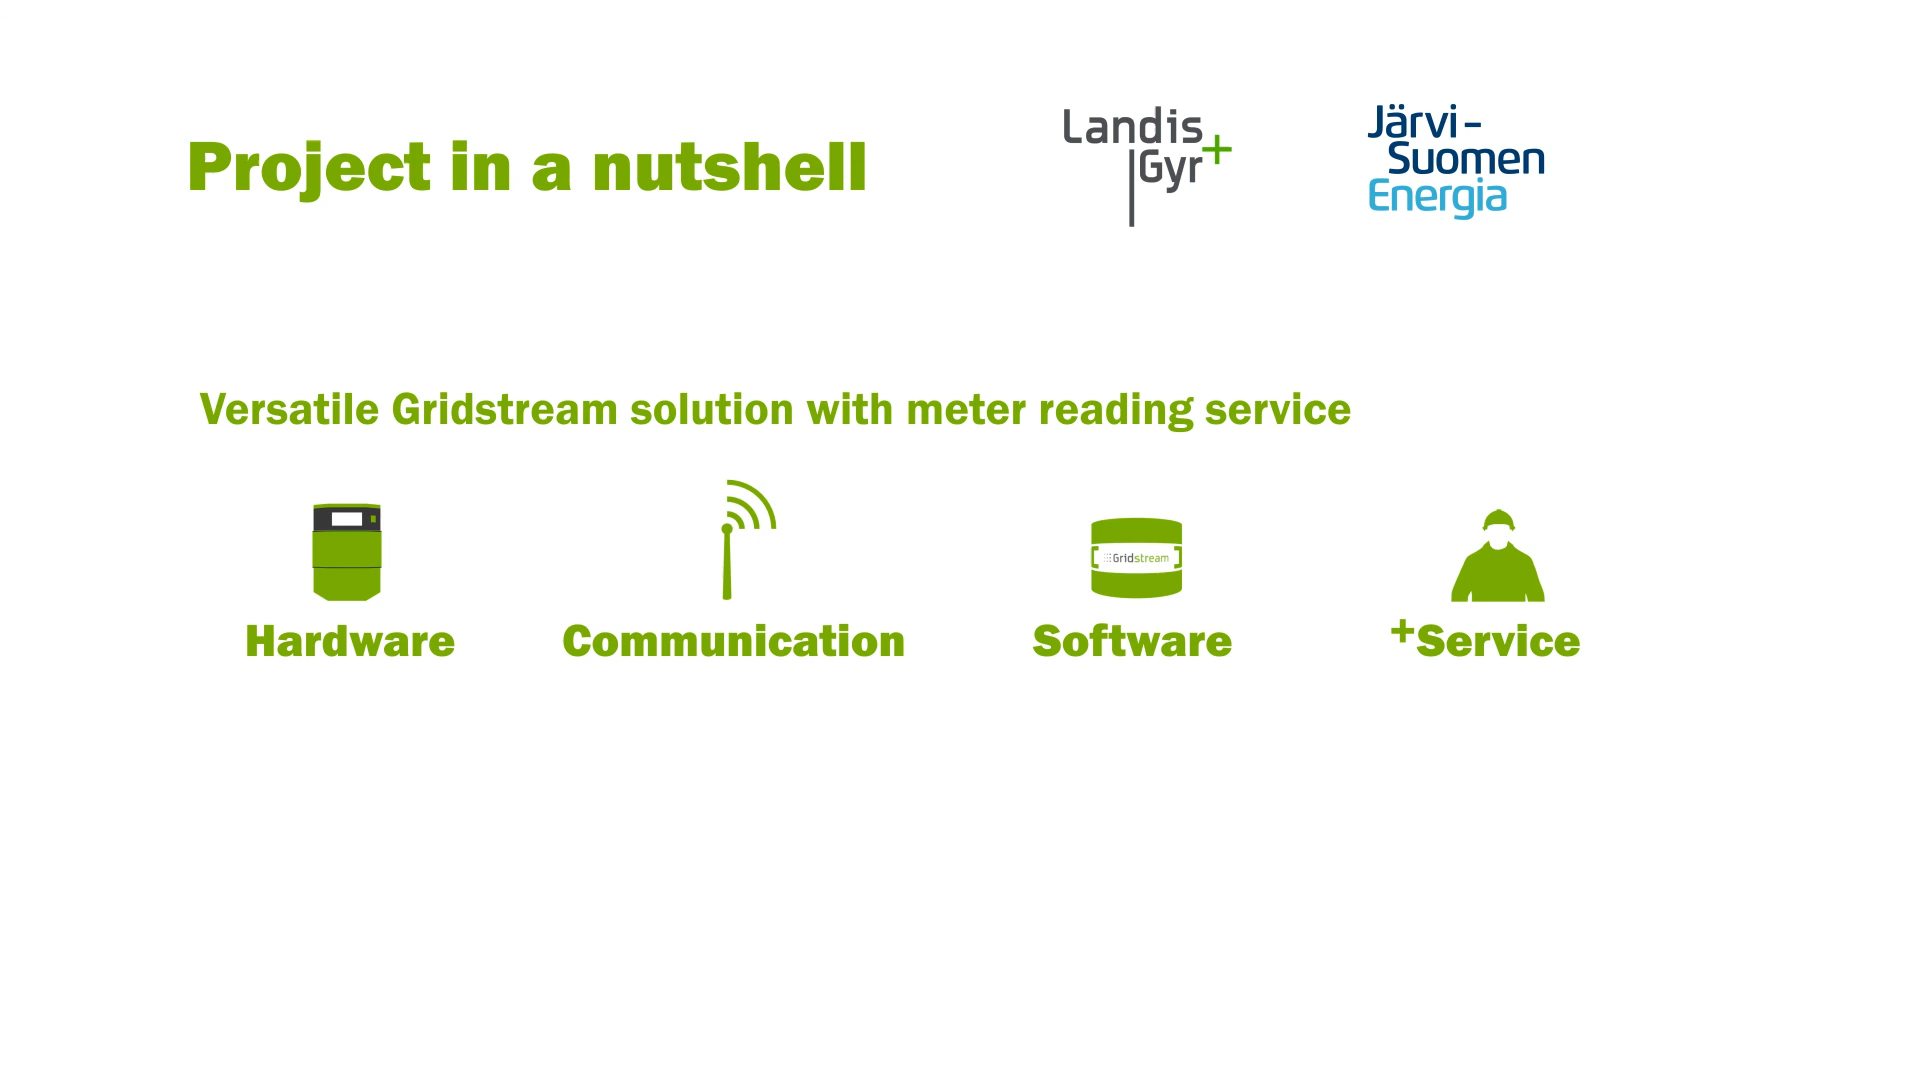 Project in a nutshell
Landis
Gyr+
Järvi-
Suomen
Energia
Versatile Gridstream solution with meter reading service
Gridstream
Hardware
Communication
Software
+Service